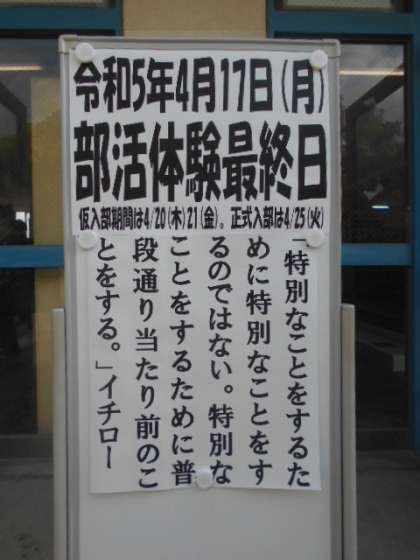 令和5年4月17日(月)
部活体験最終日
仮入部期間は4/20(木)21(金)。正式入部は4/25(火)
「特別なことをするた
めに特別なことをす
るのではない。特別な
ことをするために普
段通り当たり前のこ
とをする。」イチロー